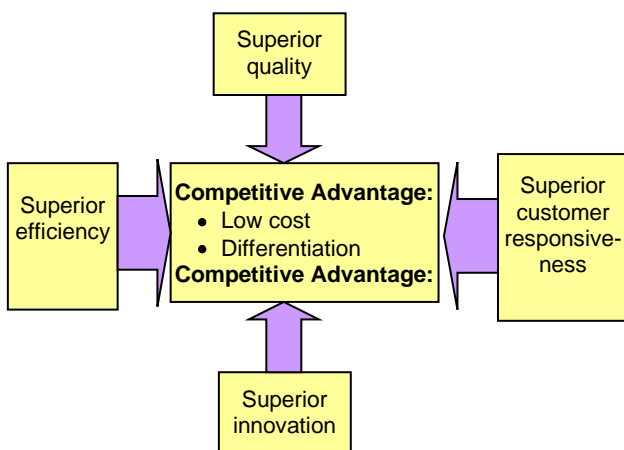 Superior
quality
Superior
efficiency
Competitive Advantage:
• Low cost
• Differentiation
Competitive Advantage:
Superior
customer
responsive-
ness
Superior
innovation